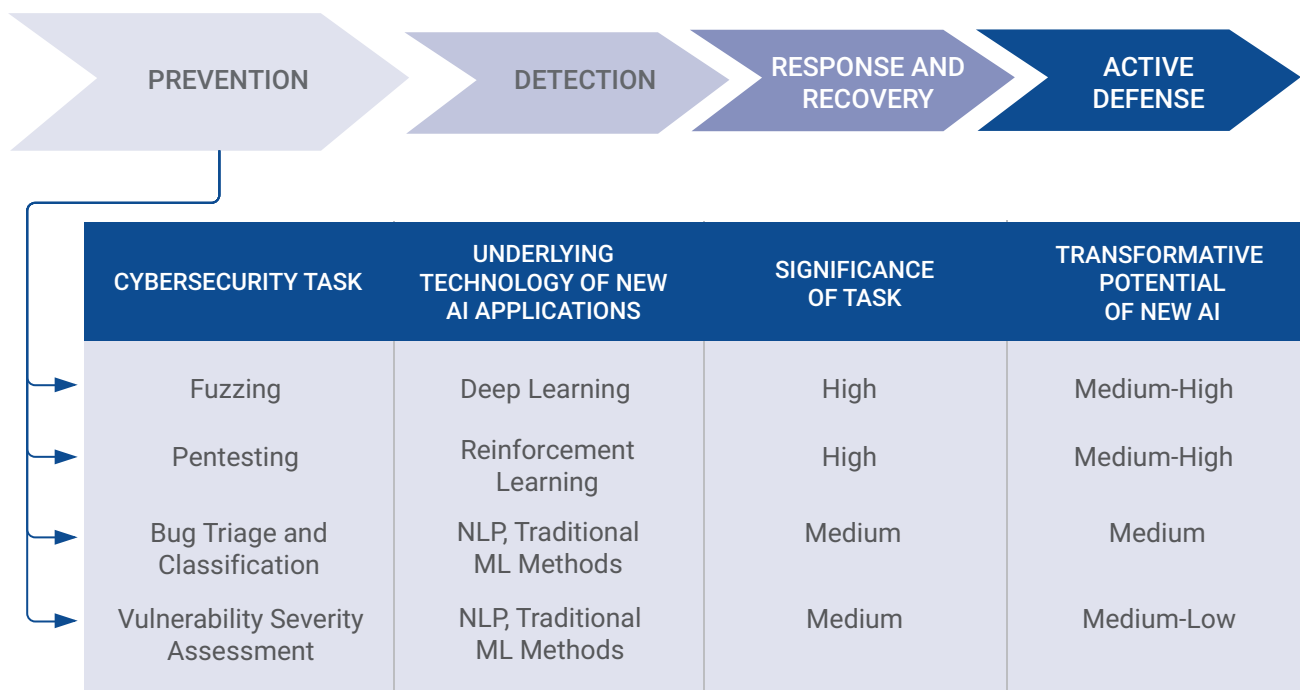 PREVENTION
DETECTION
RESPONSE AND
RECOVERY
ACTIVE
DEFENSE
CYBERSECURITY TASK
UNDERLYING
TECHNOLOGY OF NEW
AI APPLICATIONS
SIGNIFICANCE
OF TASK
TRANSFORMATIVE
POTENTIAL
OF NEW AI
Fuzzing
Deep Learning
High
Medium-High
Pentesting
Reinforcement
Learning
High
Medium-High
Bug Triage and
Classification
NLP, Traditional
ML Methods
Medium
Medium
Vulnerability Severity
Assessment
NLP, Traditional
ML Methods
Medium
Medium-Low